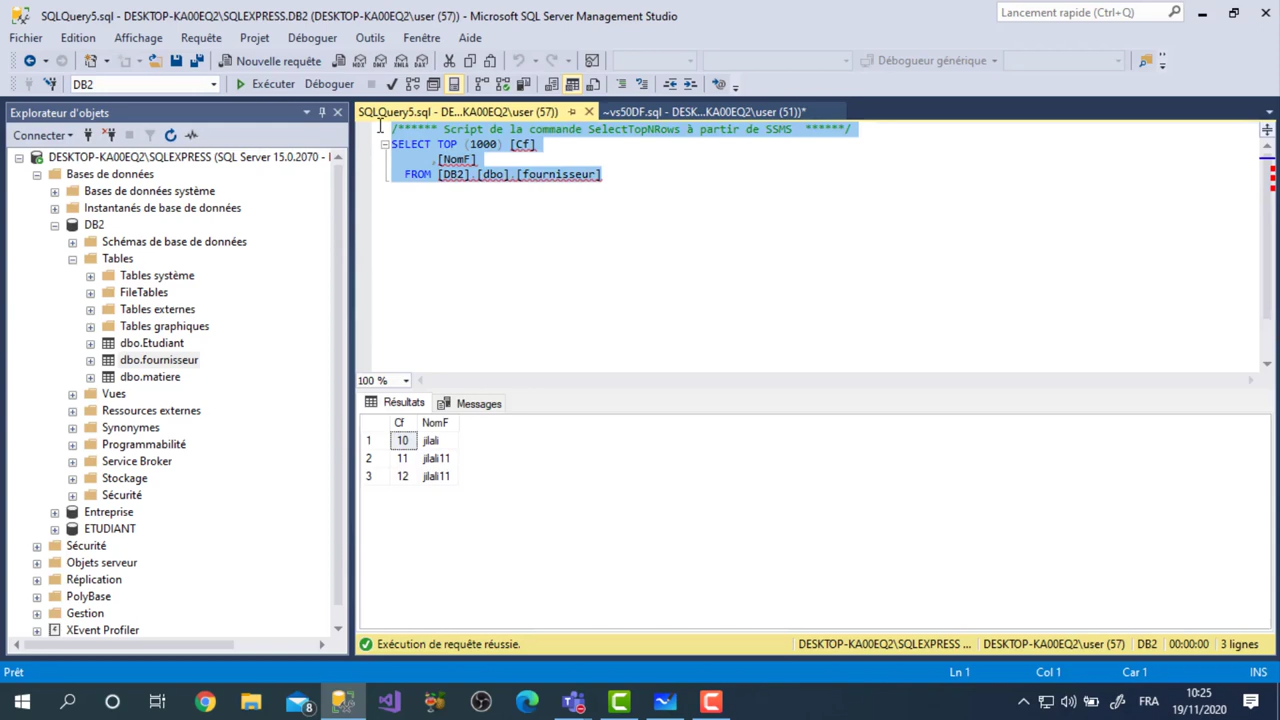 SQLQuery5.sql - DESKTOP-KA00EQ2\SQLEXPRESS.DB2 (DESKTOP-KA00EQ2\user (57)) - Microsoft SQL Server Management Studio
Lancement rapide (Ctrl+Q)
Fichier Edition Affichage Requête Projet Déboguer Outils Fenêtre Aide
Nouvelle requête MDX DMX XMLA DAX Débogueur générique
DB2 Exécuter Déboguer
Explorateur d'objets
SQLQuery5.sql - DE...KA00EQ2\user (57)) ~vs50DF.sql - DESK...KA00EQ2\user (51))*
Connecter
DESKTOP-KA00EQ2\SQLEXPRESS (SQL Server 15.0.2070 -
Bases de données
Bases de données système
Instantanés de base de données
DB2
Schémas de base de données
Tables
Tables système
FileTables
Tables externes
Tables graphiques
dbo.Etudiant
dbo.fournisseur
dbo.matiere
Vues
Ressources externes
Synonymes
Programmabilité
Service Broker
Stockage
Sécurité
Entreprise
ETUDIANT
Sécurité
Objets serveur
Réplication
PolyBase
Gestion
XEvent Profiler
/****** Script de la commande SelectTopNRows à partir de SSMS ******/
SELECT TOP (1000) [Cf]
,[NomF]
FROM [DB2].[dbo].[fournisseur]
100 %
Résultats Messages
Cf NomF
1 10 jilali
2 11 jilali11
3 12 jilali11
Exécution de requête réussie. DESKTOP-KA00EQ2\SQLEXPRESS ... DESKTOP-KA00EQ2\user (57) DB2 00:00:00 3 lignes
Prêt Ln 1 Col 1 Car 1 INS
8 FRA 10:25
19/11/2020